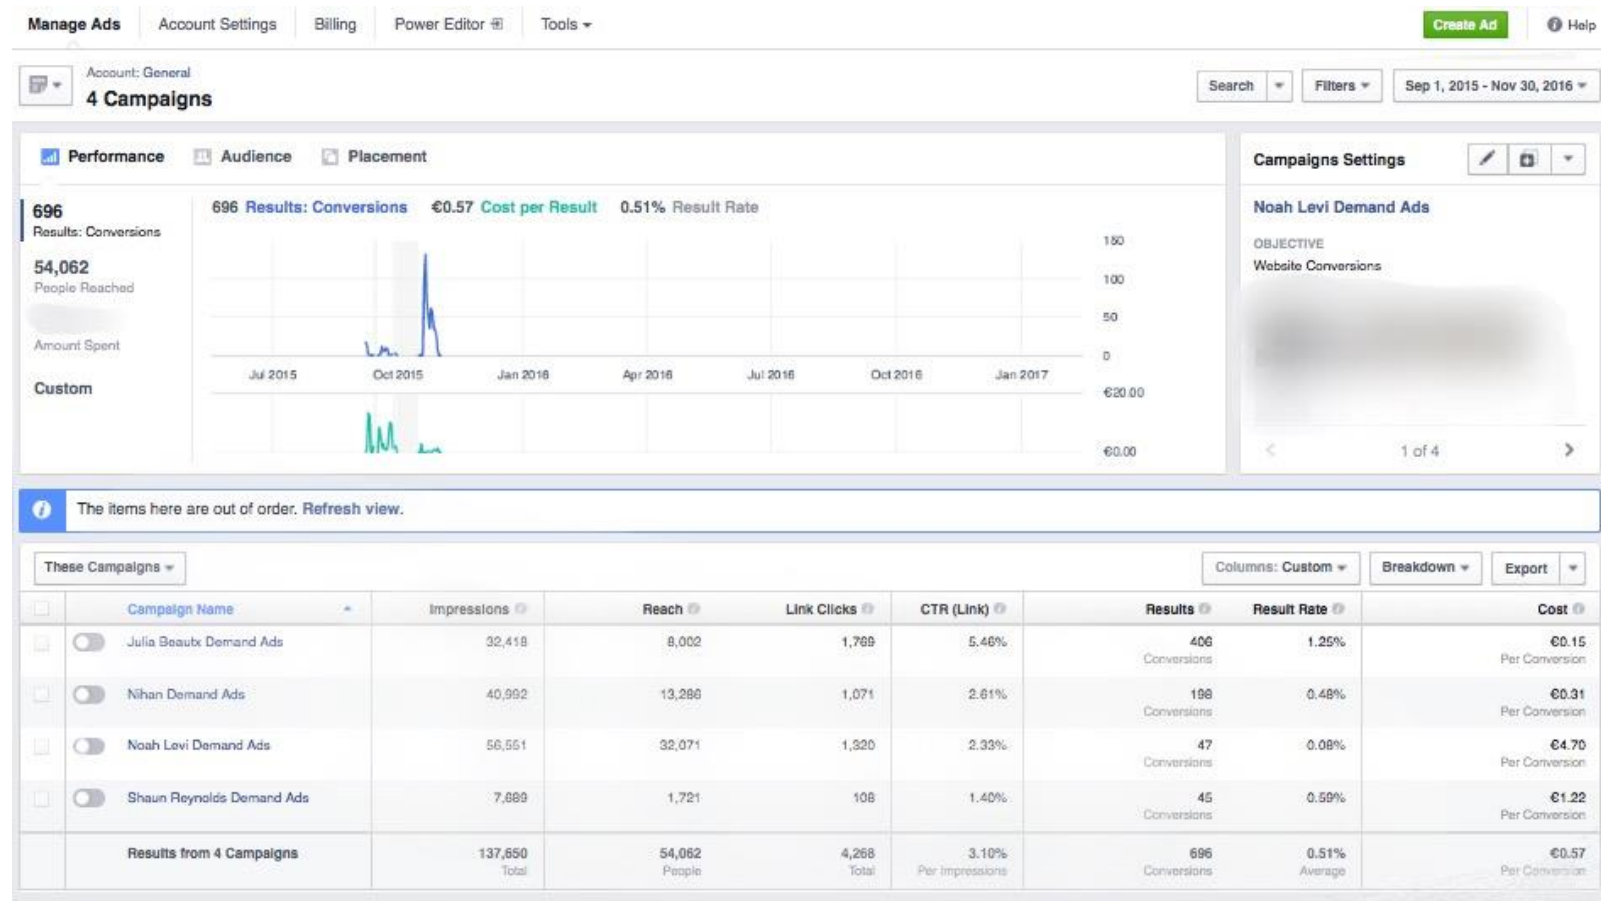 Manage Ads Account Settings Billing Power Editor Tools Create Ad Help
Account: General
4 Campaigns
Search Filters Sep 1, 2015 - Nov 30, 2016
Performance Audience Placement
696
Results: Conversions
54,062
People Reached
Amount Spent
Custom
696 Results: Conversions €0.57 Cost per Result 0.51% Result Rate
150
100
50
0
Jul 2015 Oct 2015 Jan 2016 Apr 2016 Jul 2016 Oct 2016 Jan 2017
€20.00
€0.00
Campaigns Settings
Noah Levi Demand Ads
OBJECTIVE
Website Conversions
1 of 4
The items here are out of order. Refresh view.
These Campaigns Columns: Custom Breakdown Export
Campaign Name Impressions Reach Link Clicks CTR (Link) Results Result Rate Cost
Julia Beautx Demand Ads 32,418 8,002 1,769 5.46% 406 1.25% €0.15
Conversions Per Conversion
Nihan Demand Ads 40,992 13,286 1,071 2.61% 198 0.48% €0.31
Conversions Per Conversion
Noah Levi Demand Ads 56,551 32,071 1,320 2.33% 47 0.08% €4.70
Conversions Per Conversion
Shaun Reynolds Demand Ads 7,689 1,721 108 1.40% 45 0.59% €1.22
Conversions Per Conversion
Results from 4 Campaigns 137,650 54,062 4,268 3.10% 696 0.51% €0.57
Total People Total Per Impressions Conversions Average Per Conversion